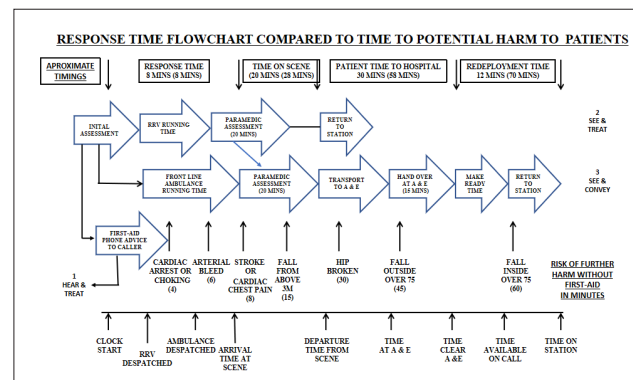 RESPONSE TIME FLOWCHART COMPARED TO TIME TO POTENTIAL HARM TO PATIENTS
APROXIMATE
TIMINGS
RESPONSE TIME
8 MINS (8 MINS)
TIME ON SCENE
(20 MINS (28 MINS)
PATIENT TIME TO HOSPITAL
30 MINS (58 MINS)
REDEPLOYMENT TIME
12 MINS (70 MINS)
INITAL
ASSESSMENT
RRV RUNNING
TIME
PARAMEDIC
ASSESSMENT
(20 MINS)
RETURN
TO
STATION
2
SEE &
TREAT
FRONT LINE
AMBULANCE
RUNNING TIME
PARAMEDIC
ASSESSMENT
(20 MINS)
TRANSPORT
TO A & E
HAND OVER
AT A & E
(15 MINS)
MAKE
READY
TIME
RETURN
TO
STATION
3
SEE &
CONVEY
FIRST-AID
PHONE ADVICE
TO CALLER
1
HEAR &
TREAT
CARDIAC
ARREST OR
CHOKING
(4)
ARTERIAL
BLEED
(6)
STROKE
OR
CARDIAC
CHEST PAIN
(8)
FALL
FROM
ABOVE
3M
(15)
HIP
BROKEN
(30)
FALL
OUTSIDE
OVER 75
(45)
FALL
INSIDE
OVER 75
(60)
RISK OF FURTHER
HARM WITHOUT
FIRST-AID
IN MINUTES
CLOCK
START
RRV
DESPATCHED
AMBULANCE
DESPATCHED
ARRIVAL
TIME AT
SCENE
DEPARTURE
TIME FROM
SCENE
TIME
AT A & E
TIME
CLEAR
A &E
TIME
AVAILABLE
ON CALL
TIME ON
STATION